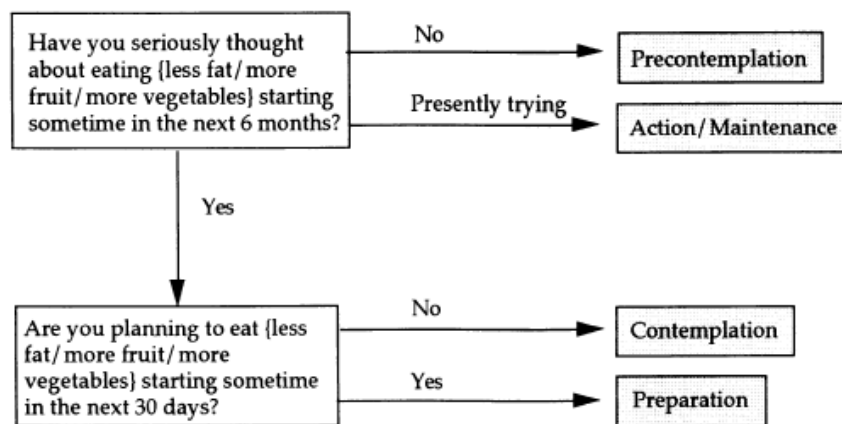 Have you seriously thought
about eating {less fat/more
fruit/more vegetables} starting
sometime in the next 6 months?
No
Precontemplation
Presently trying
Action/Maintenance
Yes
Are you planning to eat {less
fat/more fruit/more
vegetables} starting sometime
in the next 30 days?
No
Contemplation
Yes
Preparation